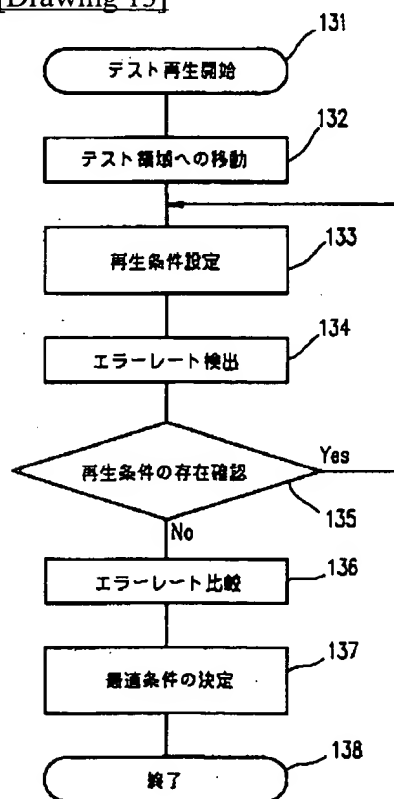 [Drawing 13]
131
テスト再生開始
132
テスト領域への移動
133
再生条件設定
134
エラーレート検出
再生条件の存在確認
Yes
135
No
エラーレート比較
136
最適条件の決定
137
終了
138